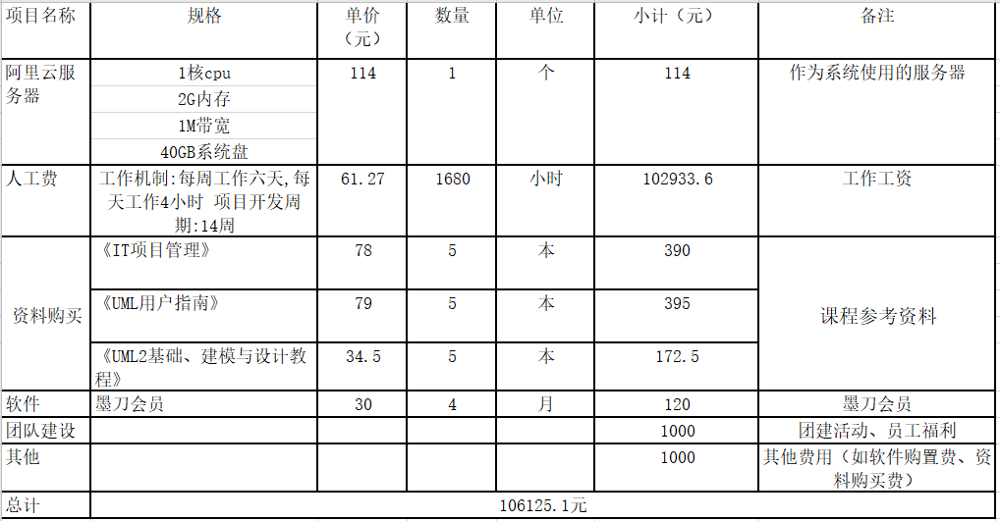 项目名称 规格 单价（元） 数量 单位 小计（元） 备注
阿里云服务器 1核cpu 114 1 个 114 作为系统使用的服务器
2G内存
1M带宽
40GB系统盘
人工费 工作机制:每周工作六天,每天工作4小时 项目开发周期:14周 61.27 1680 小时 102933.6 工作工资
资料购买 《IT项目管理》 78 5 本 390 课程参考资料
《UML用户指南》 79 5 本 395
《UML2基础、建模与设计教程》 34.5 5 本 172.5
软件 墨刀会员 30 4 月 120 墨刀会员
团队建设 1000 团建活动、员工福利
其他 1000 其他费用（如软件购置费、资料购买费）
总计 106125.1元